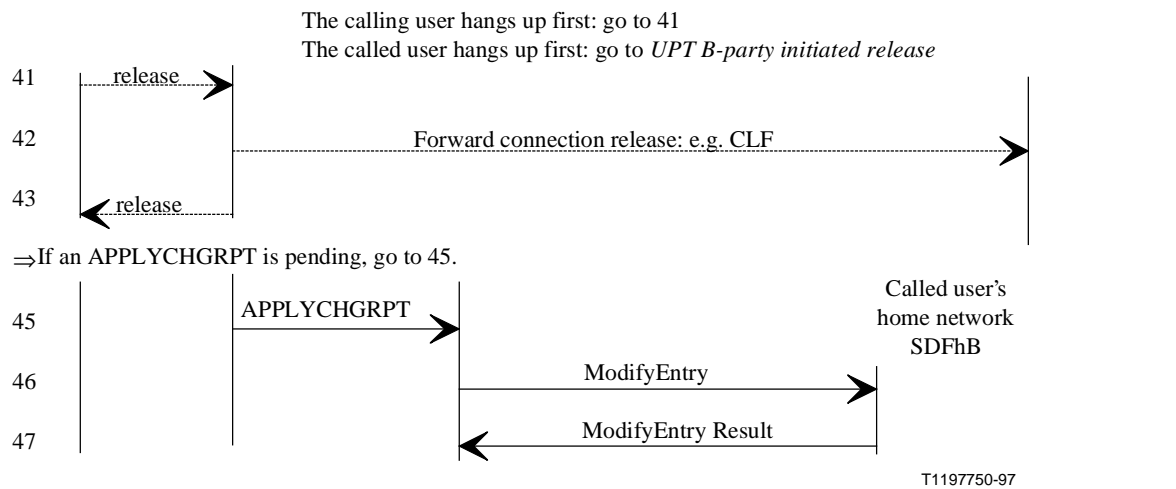 The calling user hangs up first: go to 41
The called user hangs up first: go to UPT B-party initiated release
41 release
42 Forward connection release: e.g. CLF
43 release
⇒If an APPLYCHGRPT is pending, go to 45.
Called user's
home network
SDFhB
45 APPLYCHGRPT
46 ModifyEntry
47 ModifyEntry Result
T1197750-97